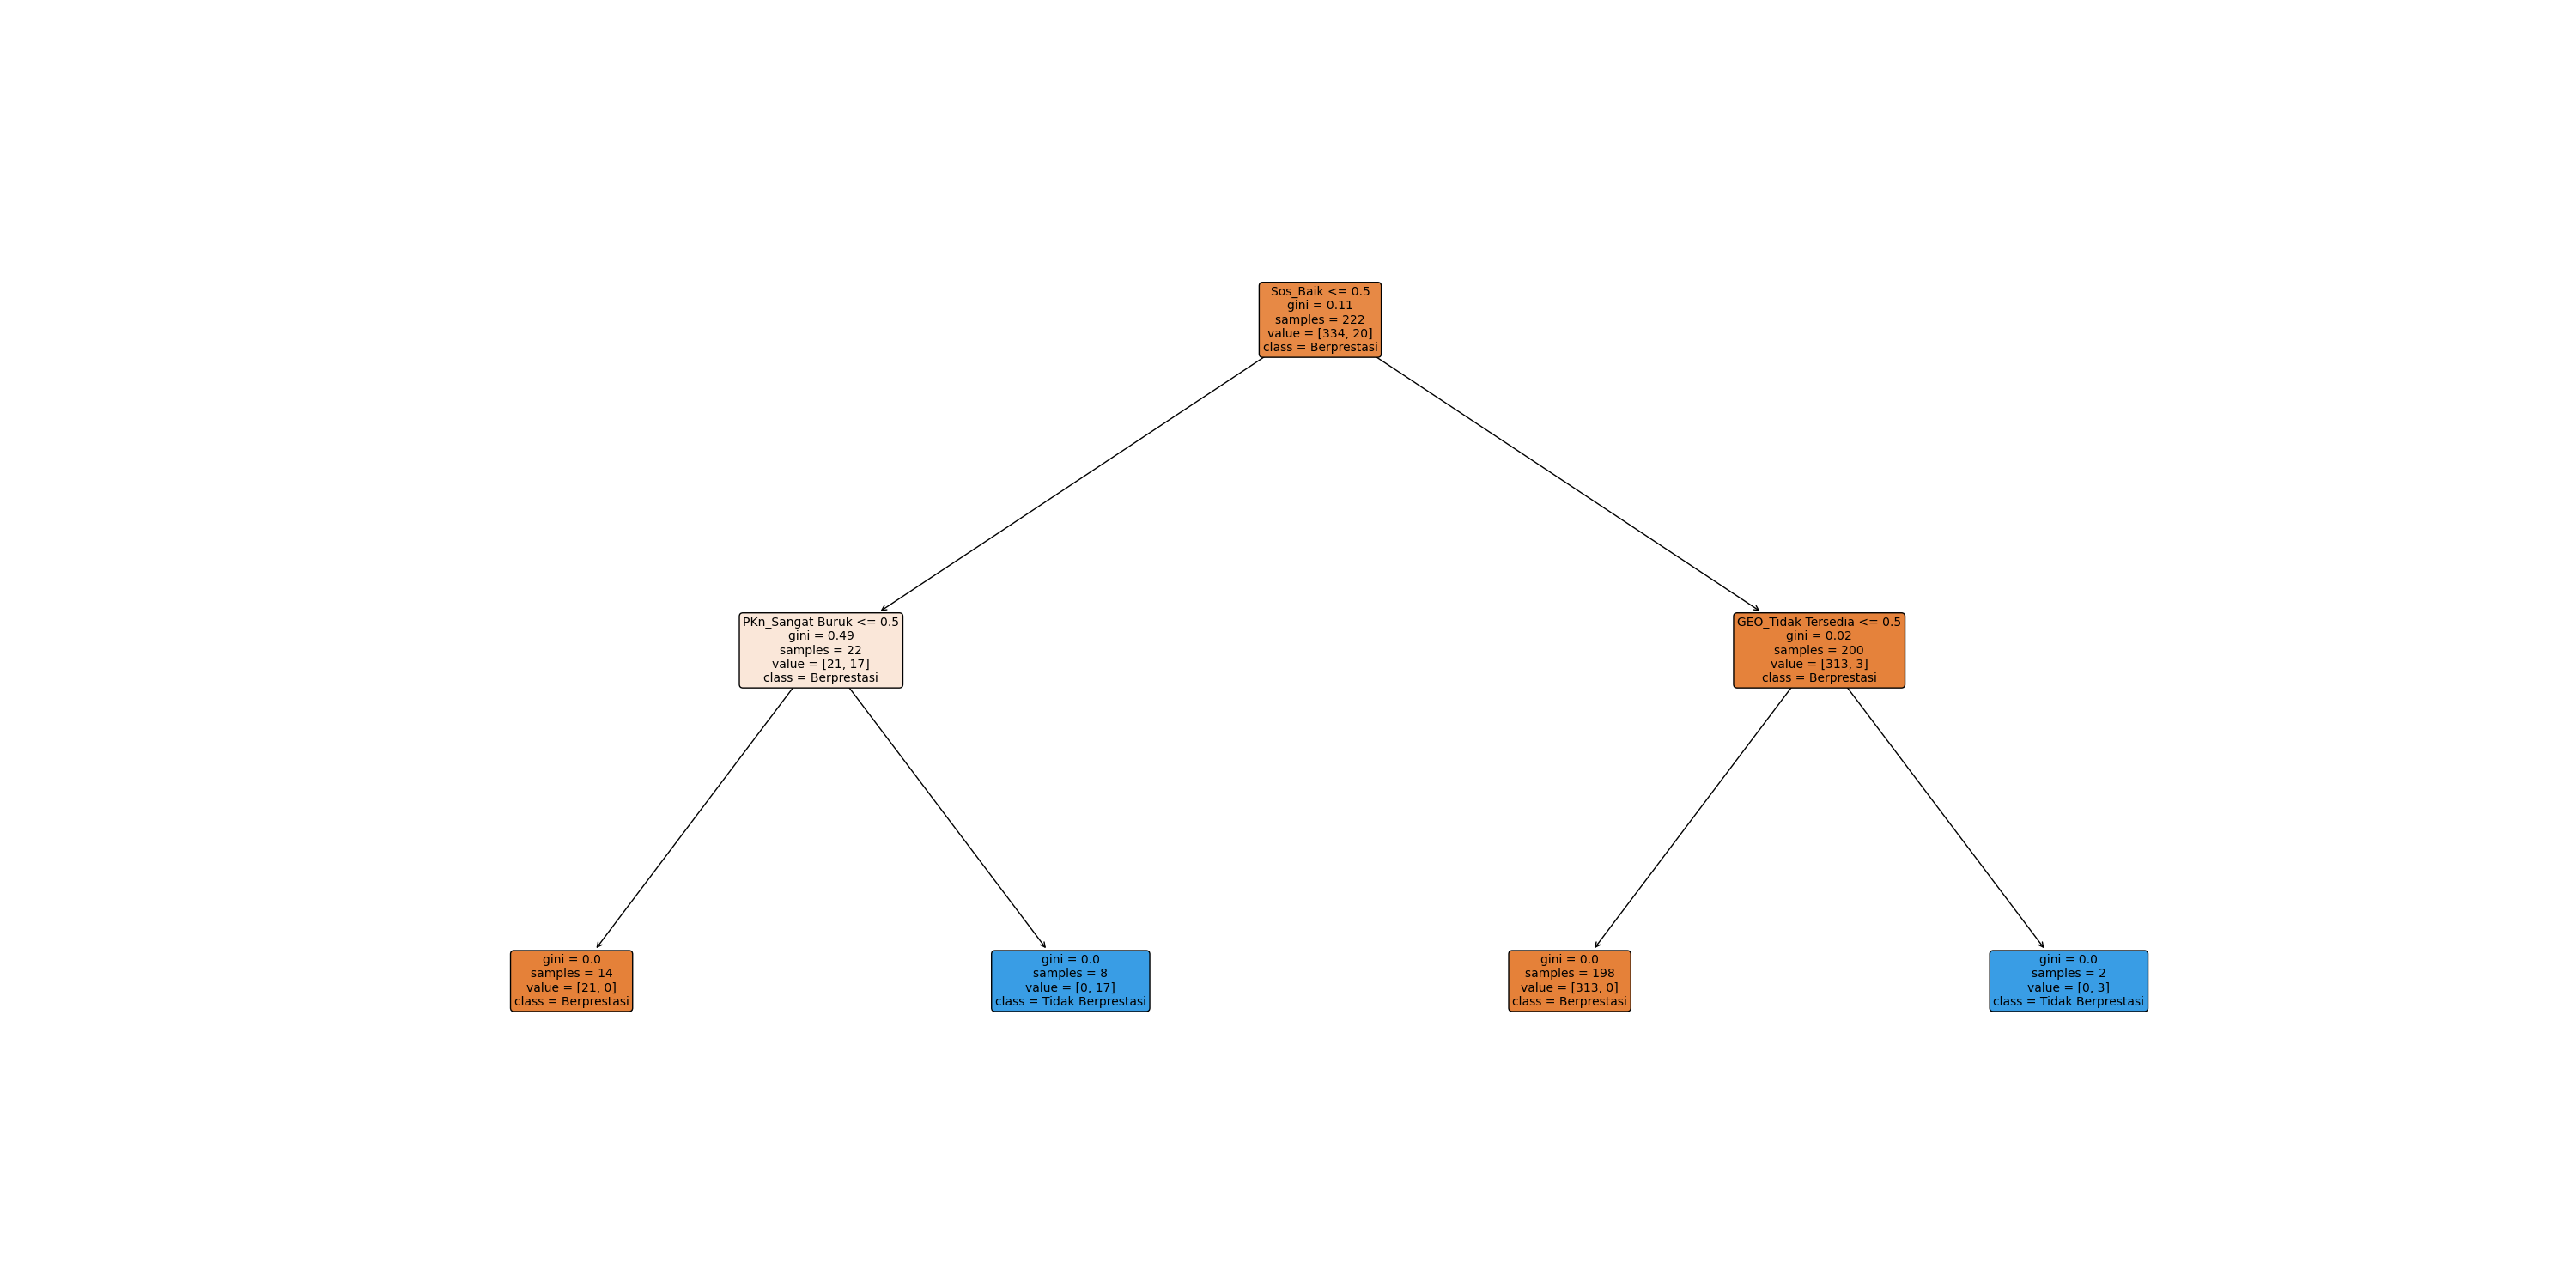 Sos_Baik <= 0.5
gini = 0.11
samples = 222
value = [334, 20]
class = Berprestasi
PKn_Sangat Buruk <= 0.5
gini = 0.49
samples = 22
value = [21, 17]
class = Berprestasi
GEO_Tidak Tersedia <= 0.5
gini = 0.02
samples = 200
value = [313, 3]
class = Berprestasi
gini = 0.0
samples = 14
value = [21, 0]
class = Berprestasi
gini = 0.0
samples = 8
value = [0, 17]
class = Tidak Berprestasi
gini = 0.0
samples = 198
value = [313, 0]
class = Berprestasi
gini = 0.0
samples = 2
value = [0, 3]
class = Tidak Berprestasi